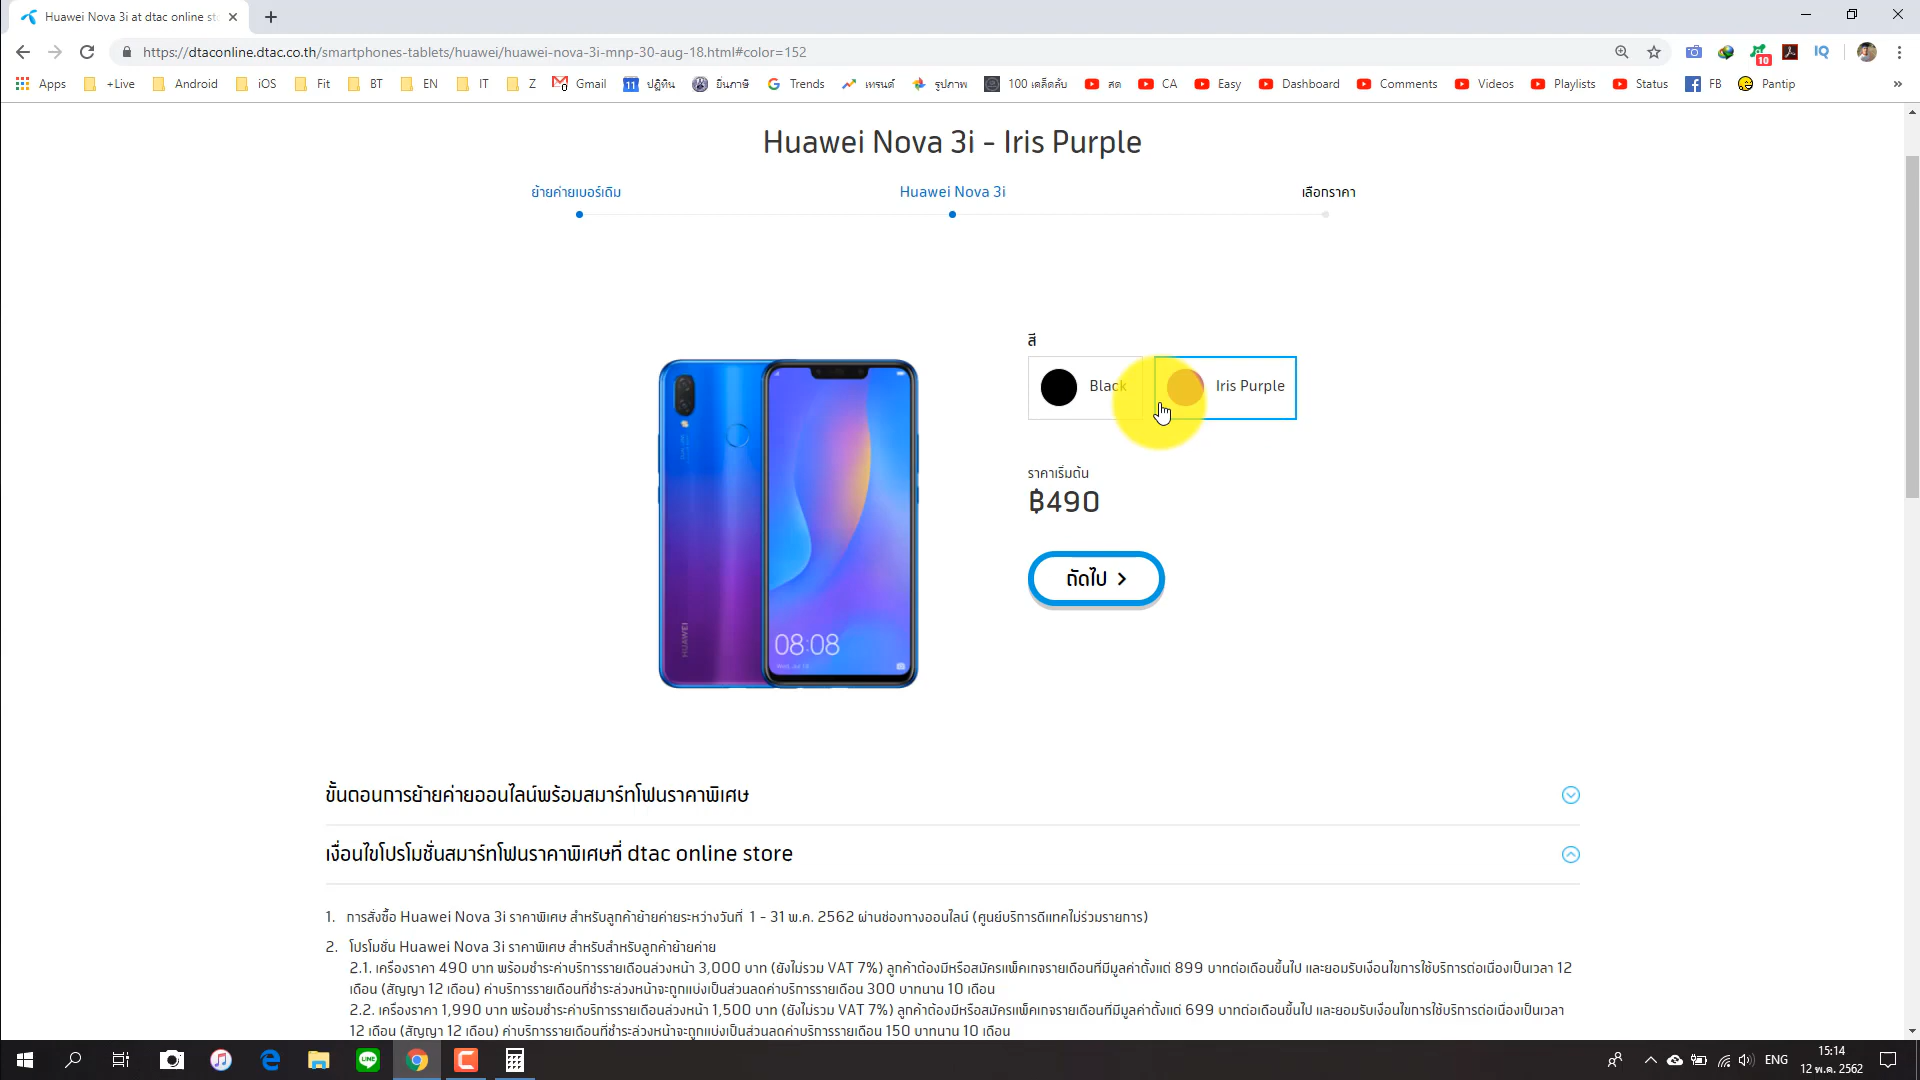 Huawei Nova 3i at dtac online st
https://dtaconline.dtac.co.th/smartphones-tablets/huawei/huawei-nova-3i-mnp-30-aug-18.html#color=152
10
Apps +Live Android iOS Fit BT EN IT Z Gmail 11 ปฏิทิน ยื่นภาษี Trends เทรนด์ รูปภาพ 100 เคล็ดลับ สด CA Easy Dashboard Comments Videos Playlists Status FB Pantip »
Huawei Nova 3i - Iris Purple
ย้ายค่ายเบอร์เดิม Huawei Nova 3i เลือกราคา
สี
Black Iris Purple
ราคาเริ่มต้น
฿490
ถัดไป
HUAWEI
08:08
ขั้นตอนการย้ายค่ายออนไลน์พร้อมสมาร์ทโฟนราคาพิเศษ
เงื่อนไขโปรโมชั่นสมาร์ทโฟนราคาพิเศษที่ dtac online store
1. การสั่งซื้อ Huawei Nova 3i ราคาพิเศษ สำหรับลูกค้าย้ายค่ายระหว่างวันที่ 1 - 31 พ.ค. 2562 ผ่านช่องทางออนไลน์ (ศูนย์บริการดีแทคไม่ร่วมรายการ)
2. โปรโมชั่น Huawei Nova 3i ราคาพิเศษ สำหรับสำหรับลูกค้าย้ายค่าย
2.1. เครื่องราคา 490 บาท พร้อมชำระค่าบริการรายเดือนล่วงหน้า 3,000 บาท (ยังไม่รวม VAT 7%) ลูกค้าต้องมีหรือสมัครแพ็คเกจรายเดือนที่มีมูลค่าตั้งแต่ 899 บาทต่อเดือนขึ้นไป และยอมรับเงื่อนไขการใช้บริการต่อเนื่องเป็นเวลา 12
เดือน (สัญญา 12 เดือน) ค่าบริการรายเดือนที่ชำระล่วงหน้าจะถูกแบ่งเป็นส่วนลดค่าบริการรายเดือน 300 บาทนาน 10 เดือน
2.2. เครื่องราคา 1,990 บาท พร้อมชำระค่าบริการรายเดือนล่วงหน้า 1,500 บาท (ยังไม่รวม VAT 7%) ลูกค้าต้องมีหรือสมัครแพ็คเกจรายเดือนที่มีมูลค่าตั้งแต่ 699 บาทต่อเดือนขึ้นไป และยอมรับเงื่อนไขการใช้บริการต่อเนื่องเป็นเวลา
12 เดือน (สัญญา 12 เดือน) ค่าบริการรายเดือนที่ชำระล่วงหน้าจะถูกแบ่งเป็นส่วนลดค่าบริการรายเดือน 150 บาทนาน 10 เดือน
LINE
ENG
15:14
12 พ.ค. 2562